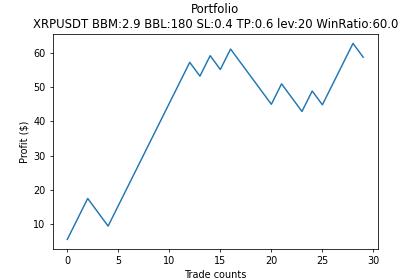 Portfolio
XRPUSDT BBM:2.9 BBL:180 SL:0.4 TP:0.6 lev:20 WinRatio:60.0
60
50
40
30
20
10
Profit ($)
0 5 10 15 20 25 30
Trade counts